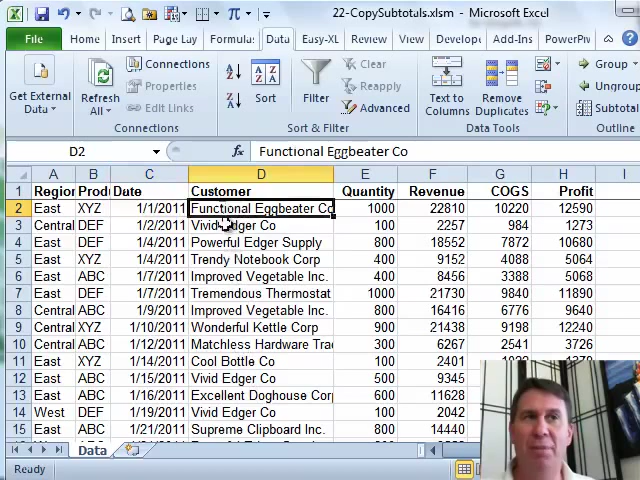 22-CopySubtotals.xlsm - Microsoft Excel
File Home Insert Page L Formula: Data Easy-XL Review View Develope Add-Ins PowerPiv
Get External Data Refresh All Connections Properties Edit Links Sort Filter Clear Reapply Advanced Text to Columns Remove Duplicates Group Ungroup Subtota
Connections Sort & Filter Data Tools
D2 fx Functional Eggbeater Co
A B C D E F G H I
1 Region Produ Date Customer Quantity Revenue COGS Profit
2 East XYZ 1/1/2011 Functional Eggbeater Co 1000 22810 10220 12590
3 Central DEF 1/2/2011 Vivid Edger Co 100 2257 984 1273
4 East DEF 1/4/2011 Powerful Edger Supply 800 18552 7872 10680
5 East XYZ 1/4/2011 Trendy Notebook Corp 400 9152 4088 5064
6 East ABC 1/7/2011 Improved Vegetable Inc. 400 8456 3388 5068
7 East DEF 1/7/2011 Tremendous Thermostat 1000 21730 9840 11890
8 Central ABC 1/9/2011 Improved Vegetable Inc. 800 16416 6776 9640
9 Central XYZ 1/10/2011 Wonderful Kettle Corp 900 21438 9198 12240
10 Central ABC 1/12/2011 Matchless Hardware Trad 300 6267 2541 3726
11 East XYZ 1/14/2011 Cool Bottle Co 100 2401
12 East ABC 1/15/2011 Vivid Edger Co 500 9345
13 East ABC 1/16/2011 Excellent Doghouse Corp 600 11628
14 West DEF 1/19/2011 Vivid Edger Co 100 2042
15 East ABC 1/21/2011 Supreme Clipboard Inc. 800 14440
Data
Ready